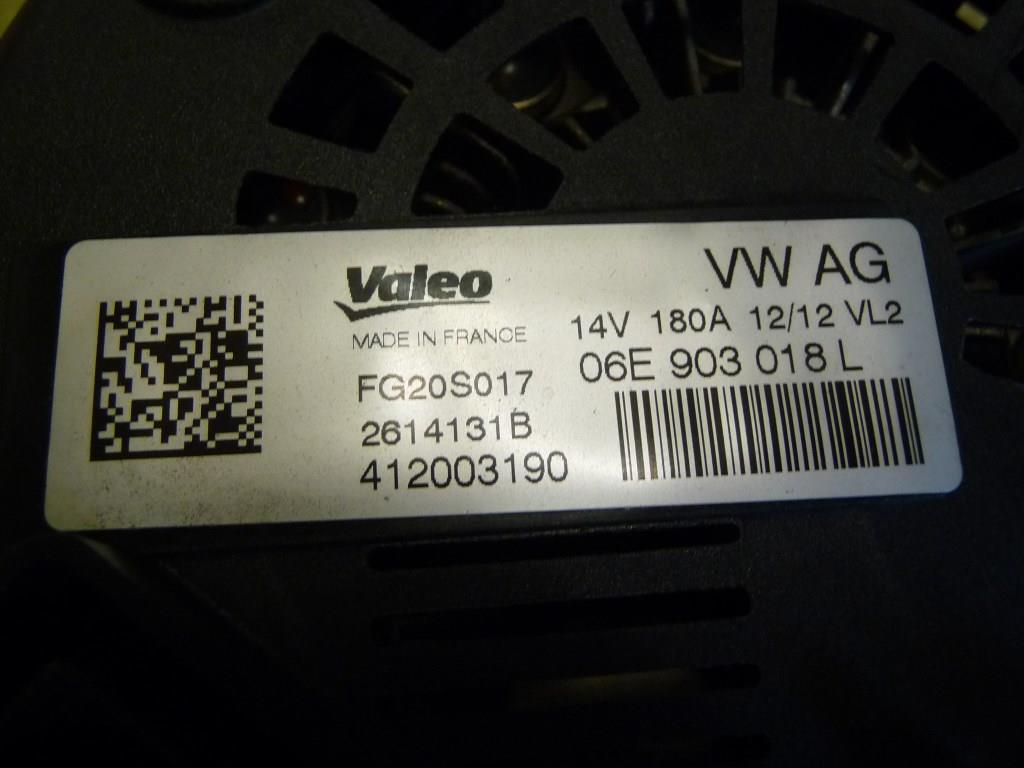 Valeo
MADE IN FRANCE
FG20S017
2614131B
412003190
VW AG
14V 180A 12/12 VL2
06E 903 018 L